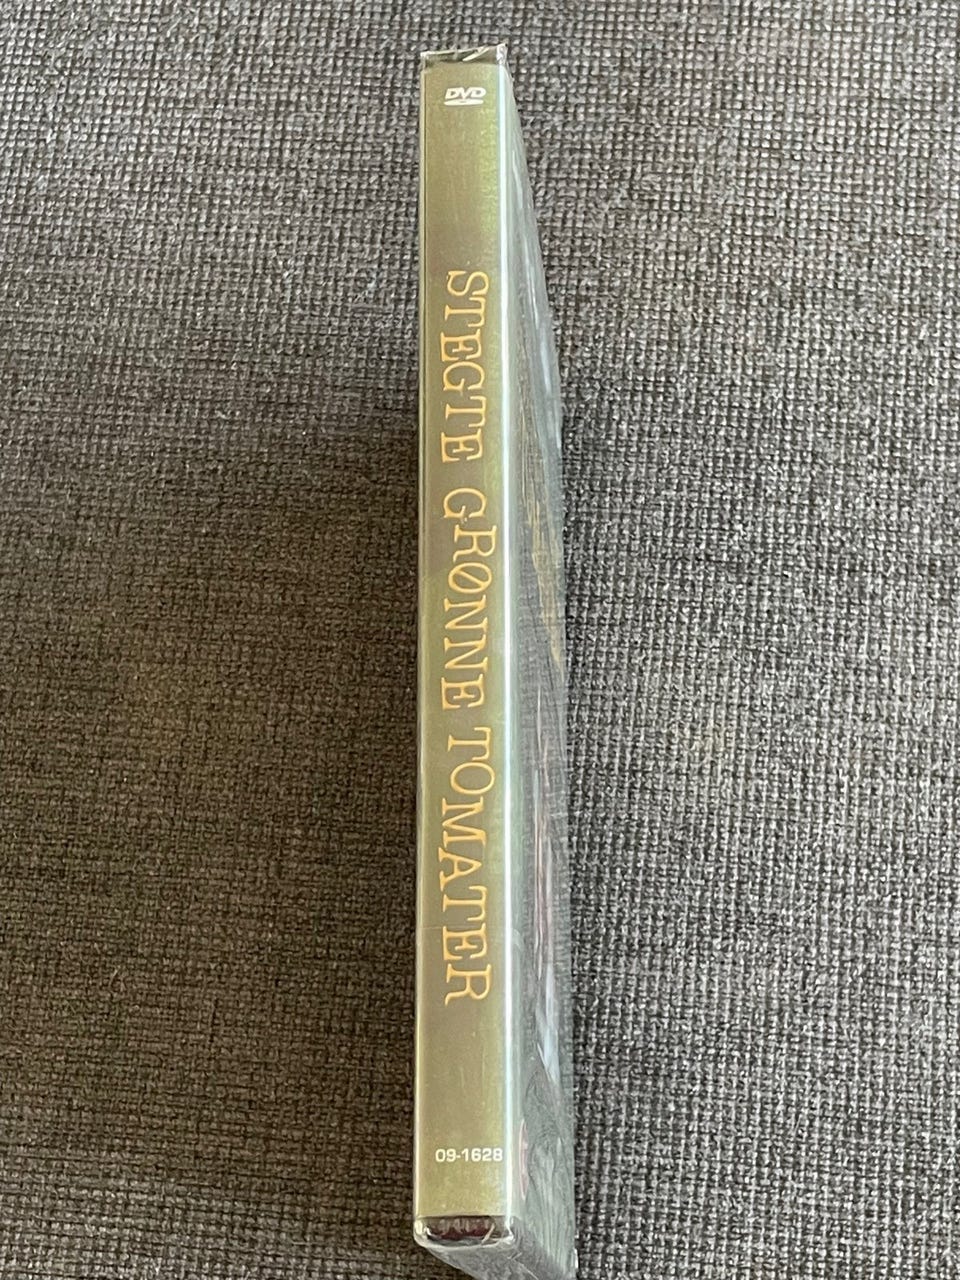 DVD
STEGTE GRØNNE TOMATER
09-1628